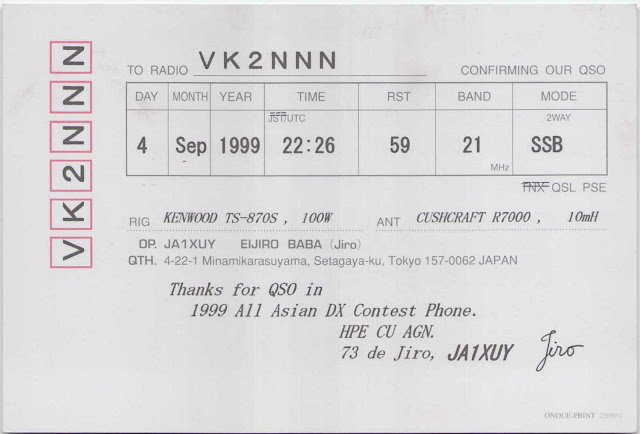 VK2NNN
TO RADIO VK2NNN CONFIRMING OUR QSO
DAY MONTH YEAR TIME RST BAND MODE
JST/UTC 2WAY
4 Sep 1999 22:26 59 21 SSB
MHz
TNX QSL PSE
RIG KENWOOD TS-870S , 100W ANT CUSHCRAFT R7000 , 10mH
OP. JA1XUY EIJIRO BABA (Jiro)
QTH. 4-22-1 Minamikarasuyama, Setagaya-ku, Tokyo 157-0062 JAPAN
Thanks for QSO in
1999 All Asian DX Contest Phone.
HPE CU AGN.
73 de Jiro, JA1XUY Jiro
ONOUE-PRINT